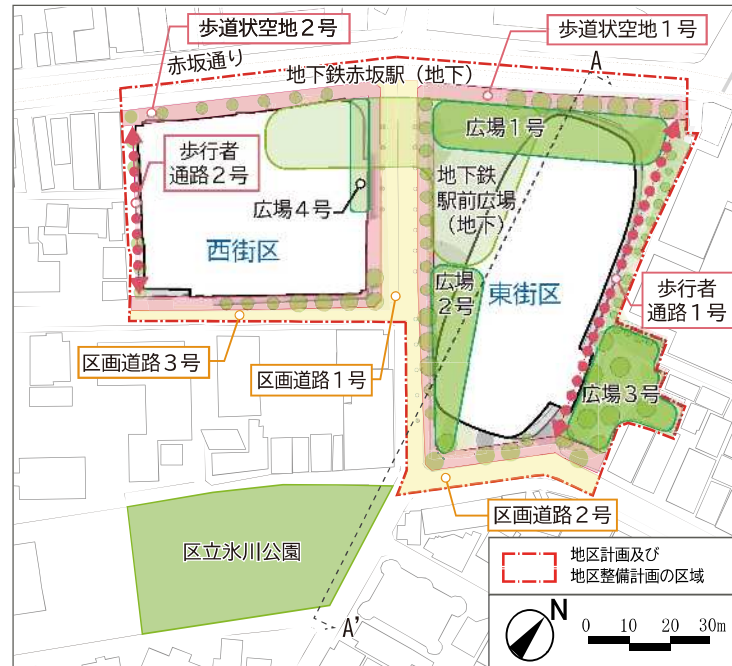 歩道状空地2号
歩道状空地1号
赤坂通り
地下鉄赤坂駅（地下）
A
広場1号
歩行者
通路2号
地下鉄
駅前広場
（地下）
広場4号
西街区
広場
2号
東街区
歩行者
通路1号
区画道路3号
区画道路1号
広場3号
区画道路2号
区立氷川公園
地区計画及び
地区整備計画の区域
A'
N
0 10 20 30m